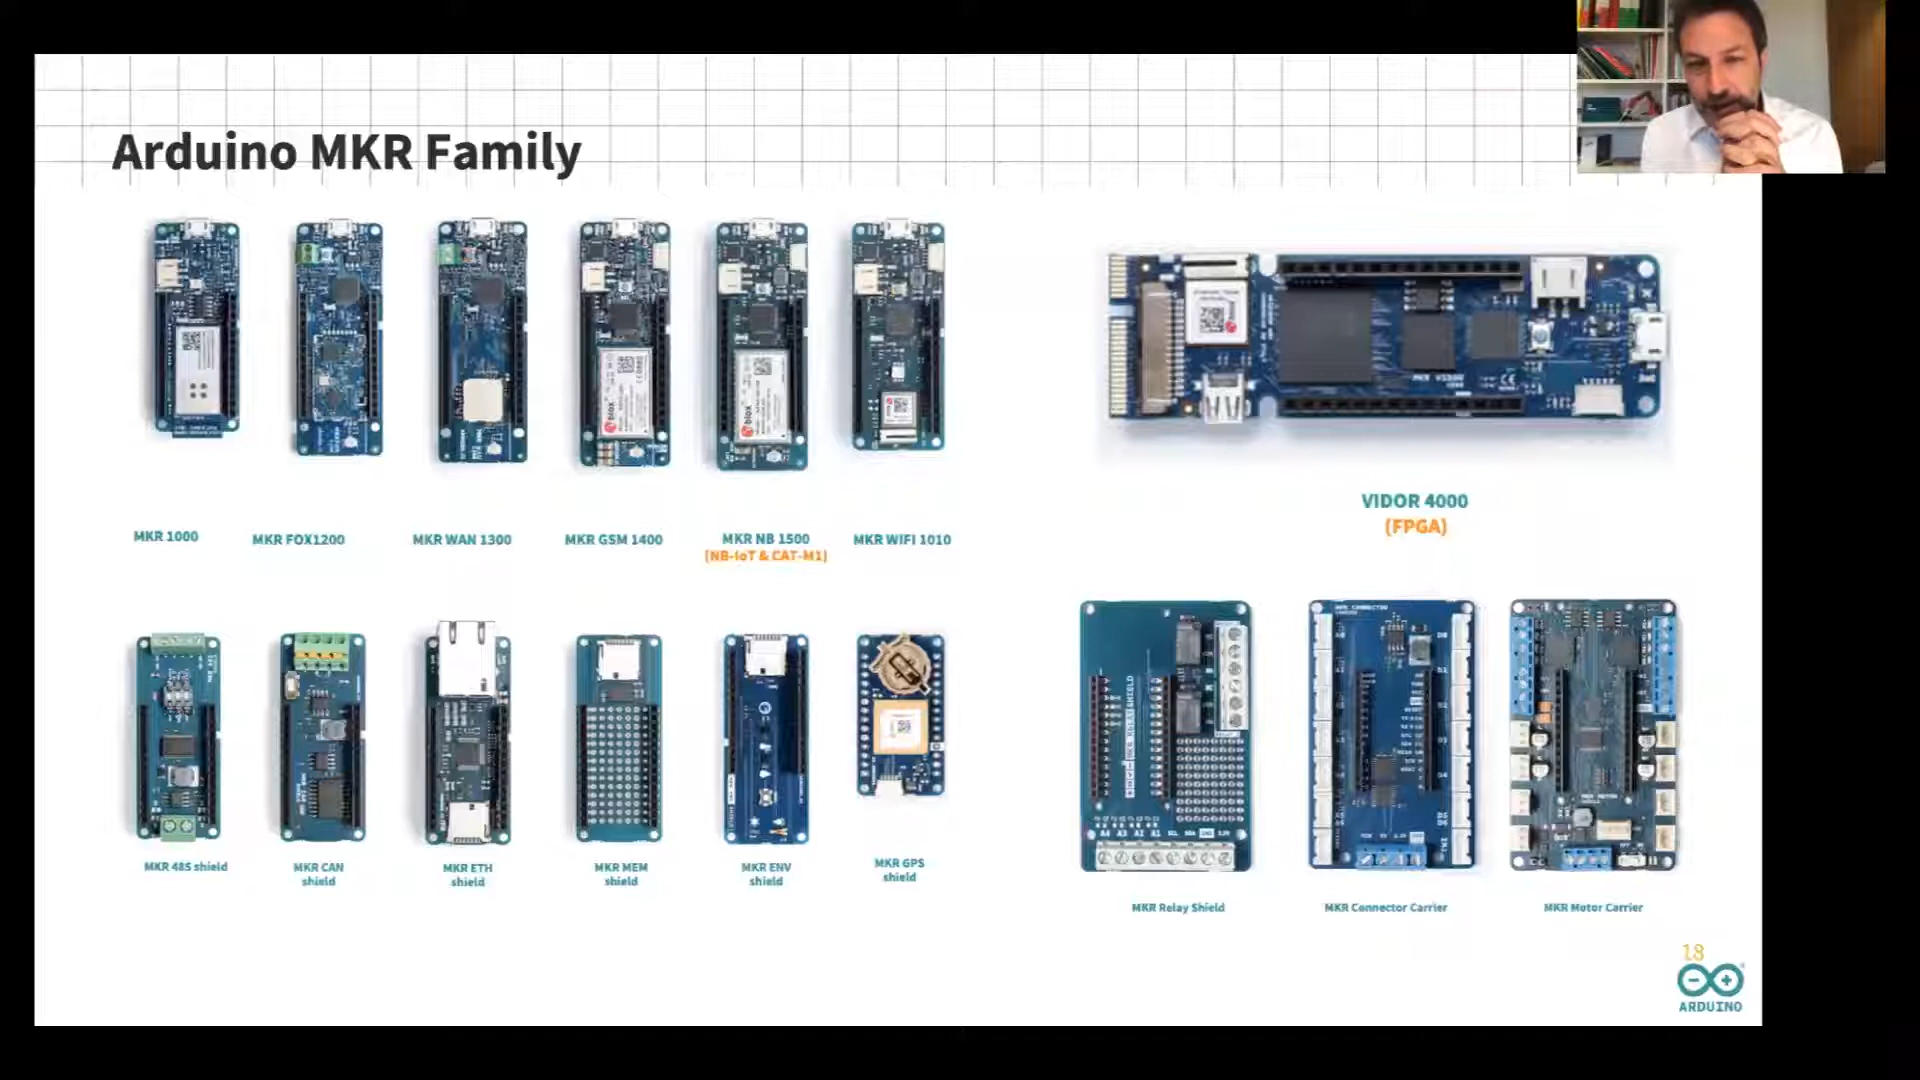 Arduino MKR Family
MKR 1000
MKR FOX1200
MKR WAN 1300
MKR GSM 1400
MKR NB 1500
(NB-IoT & CAT-M1)
MKR WIFI 1010
VIDOR 4000
(FPGA)
MKR 485 shield
MKR CAN
shield
MKR ETH
shield
MKR MEM
shield
MKR ENV
shield
MKR GPS
shield
MKR Relay Shield
MKR Connector Carrier
MKR Motor Carrier
18
ARDUINO